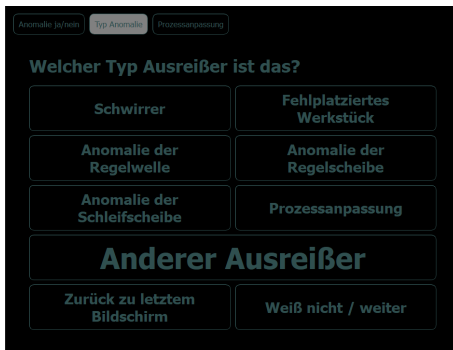 Anomalie ja/nein Typ Anomalie Prozessanpassung
Welcher Typ Ausreißer ist das?
Schwirrer
Fehlplatziertes
Werkstück
Anomalie der
Regelwelle
Anomalie der
Regelscheibe
Anomalie der
Schleifscheibe
Prozessanpassung
Anderer Ausreißer
Zurück zu letztem
Bildschirm
Weiß nicht / weiter